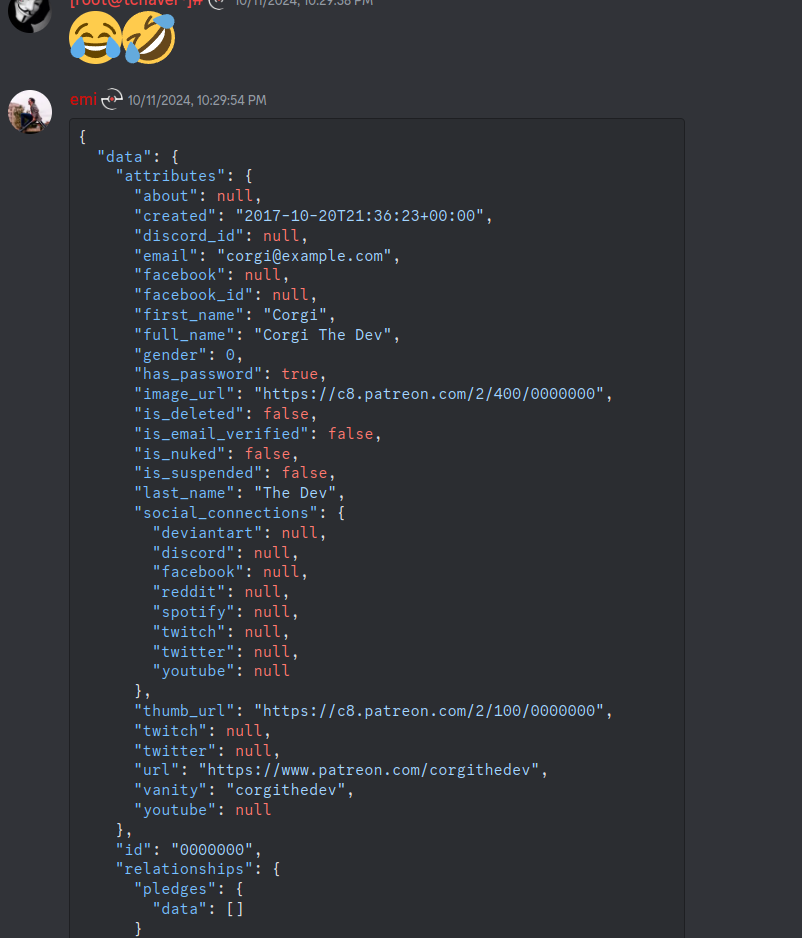 10/11/2024, 10:29:38 PM
emi 10/11/2024, 10:29:54 PM
{
  "data": {
    "attributes": {
      "about": null,
      "created": "2017-10-20T21:36:23+00:00",
      "discord_id": null,
      "email": "corgi@example.com",
      "facebook": null,
      "facebook_id": null,
      "first_name": "Corgi",
      "full_name": "Corgi The Dev",
      "gender": 0,
      "has_password": true,
      "image_url": "https://c8.patreon.com/2/400/0000000",
      "is_deleted": false,
      "is_email_verified": false,
      "is_nuked": false,
      "is_suspended": false,
      "last_name": "The Dev",
      "social_connections": {
        "deviantart": null,
        "discord": null,
        "facebook": null,
        "reddit": null,
        "spotify": null,
        "twitch": null,
        "twitter": null,
        "youtube": null
      },
      "thumb_url": "https://c8.patreon.com/2/100/0000000",
      "twitch": null,
      "twitter": null,
      "url": "https://www.patreon.com/corgithedev",
      "vanity": "corgithedev",
      "youtube": null
    },
    "id": "0000000",
    "relationships": {
      "pledges": {
        "data": []
      }